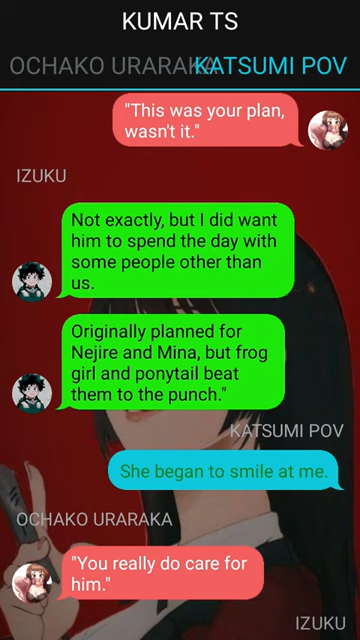 KUMAR TS
OCHAKO URARAKA
KATSUMI POV
"This was your plan,
wasn't it."
IZUKU
Not exactly, but I did want
him to spend the day with
some people other than
us.
Originally planned for
Nejire and Mina, but frog
girl and ponytail beat
them to the punch."
KATSUMI POV
She began to smile at me.
OCHAKO URARAKA
"You really do care for
him."
IZUKU